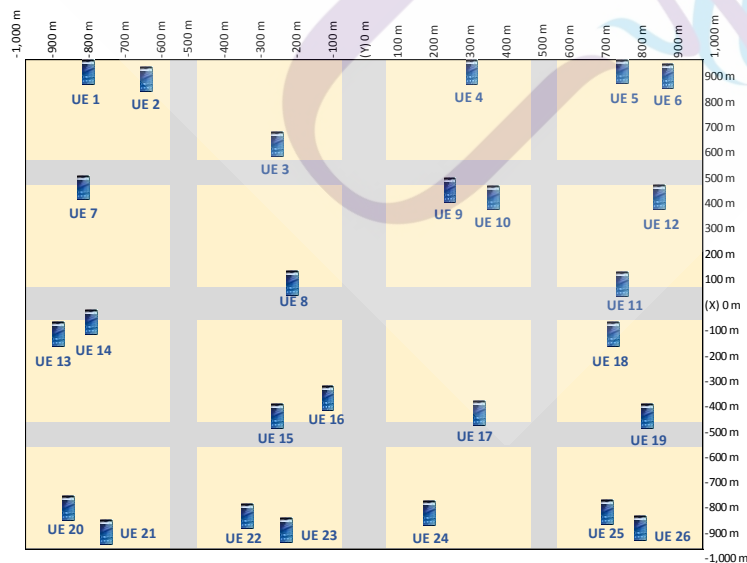 -1,000 m
-900 m
-800 m
-700 m
-600 m
-500 m
-300 m
-200 m
-100 m
(Y) 0 m
100 m
200 m
300 m
400 m
500 m
600 m
700 m
800 m
900 m
1,000 m
900 m
800 m
700 m
600 m
500 m
400 m
300 m
200 m
100 m
(X) 0 m
-100 m
-200 m
-300 m
-400 m
-500 m
-600 m
-700 m
-800 m
-900 m
-1,000 m
UE 1
UE 2
UE 4
UE 5
UE 6
UE 3
UE 7
UE 9
UE 10
UE 12
UE 8
UE 11
UE 13
UE 14
UE 18
UE 15
UE 16
UE 17
UE 19
UE 20
UE 21
UE 22
UE 23
UE 24
UE 25
UE 26